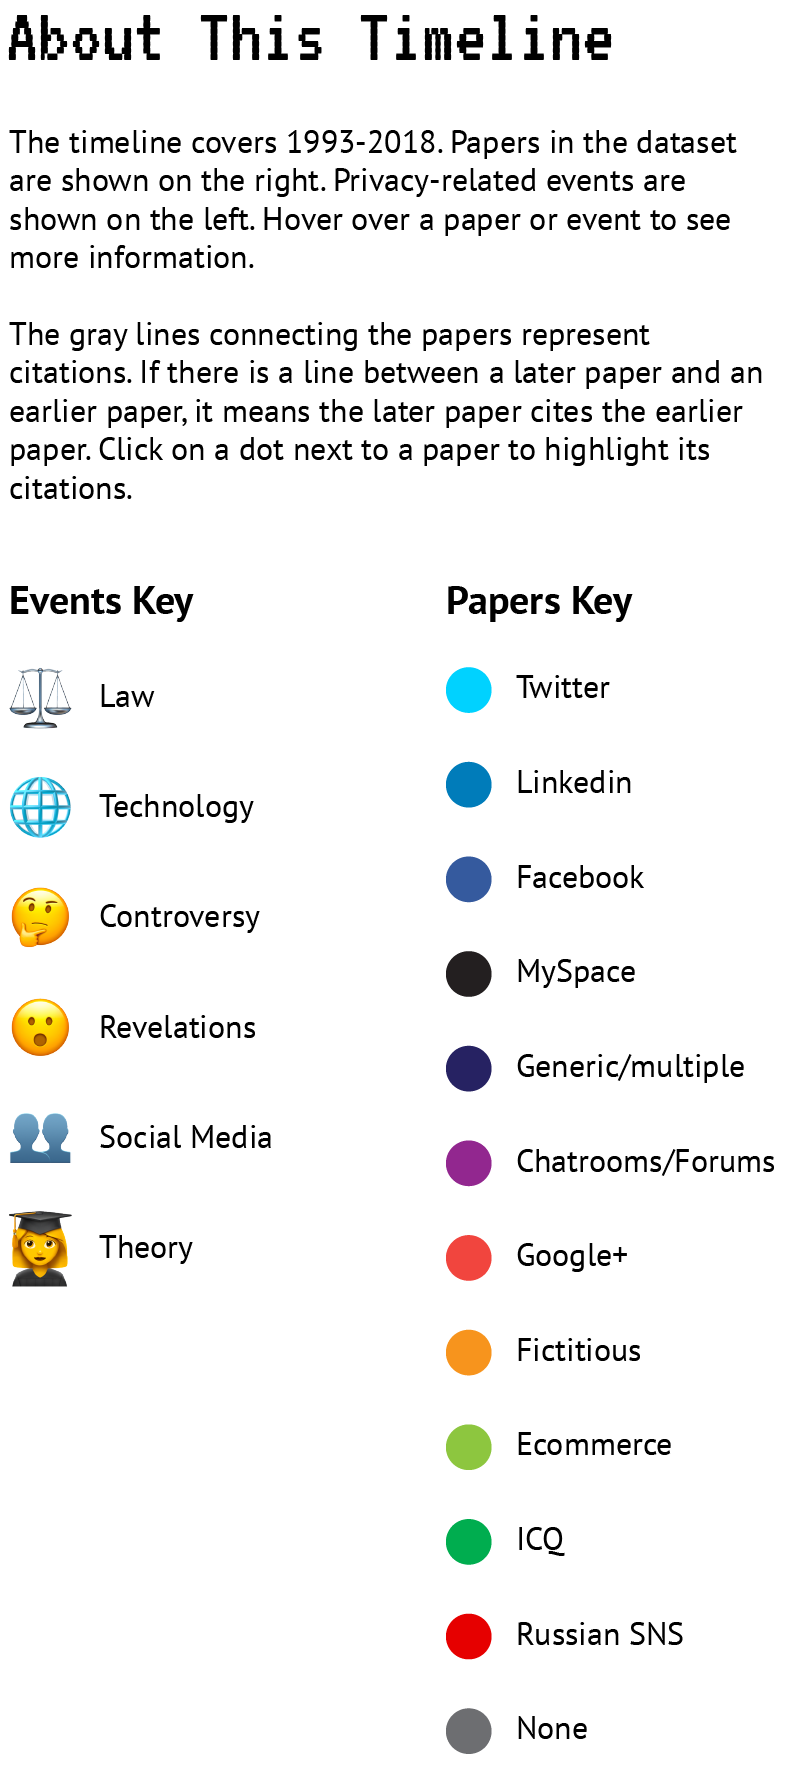 About This Timeline
The timeline covers 1993-2018. Papers in the dataset
are shown on the right. Privacy-related events are
shown on the left. Hover over a paper or event to see
more information.
The gray lines connecting the papers represent
citations. If there is a line between a later paper and an
earlier paper, it means the later paper cites the earlier
paper. Click on a dot next to a paper to highlight its
citations.
Events Key
Law
Technology
Controversy
Revelations
Social Media
Theory
Papers Key
Twitter
Linkedin
Facebook
MySpace
Generic/multiple
Chatrooms/Forums
Google+
Fictitious
Ecommerce
ICQ
Russian SNS
None